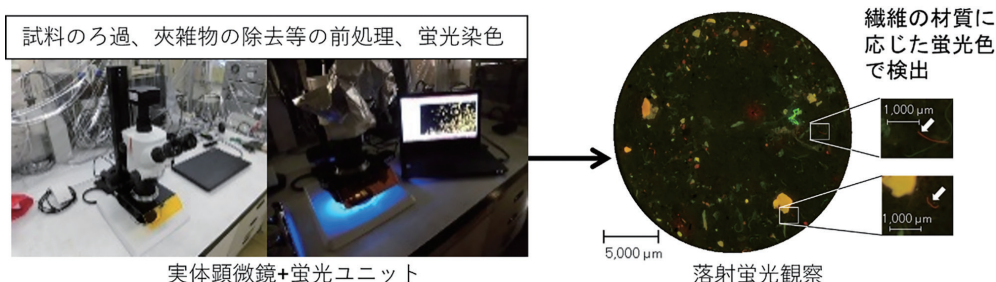 試料のろ過、夾雑物の除去等の前処理、蛍光染色
実体顕微鏡+蛍光ユニット
5,000 μm
落射蛍光観察
繊維の材質に
応じた蛍光色
で検出
1,000 μm
1,000 μm